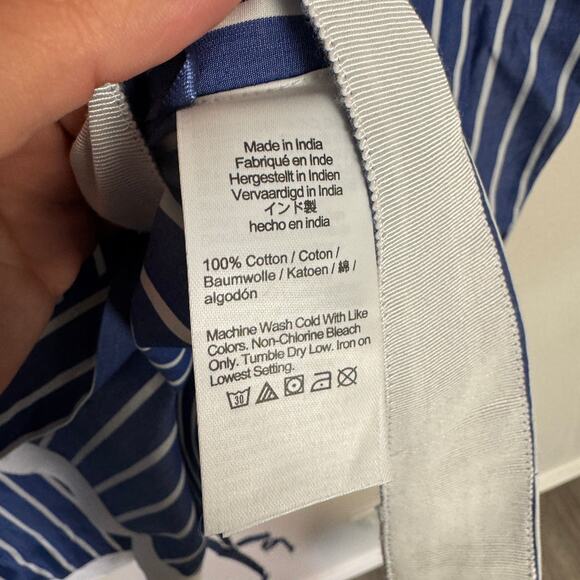 Made in India
Fabriqué en Inde
Hergestellt in Indien
Vervaardigd in India
インド製
hecho en india
100% Cotton / Coton /
Baumwolle / Katoen / 綿 /
algodón
Machine Wash Cold With Like
Colors. Non-Chlorine Bleach
Only. Tumble Dry Low. Iron on
Lowest Setting.
30